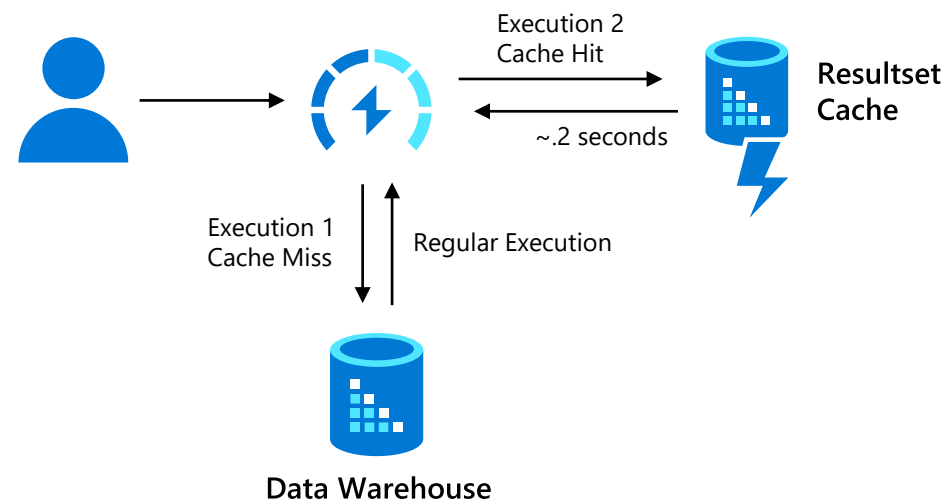 Execution 2
Cache Hit
Resultset
Cache
~.2 seconds
Execution 1
Cache Miss
Regular Execution
Data Warehouse